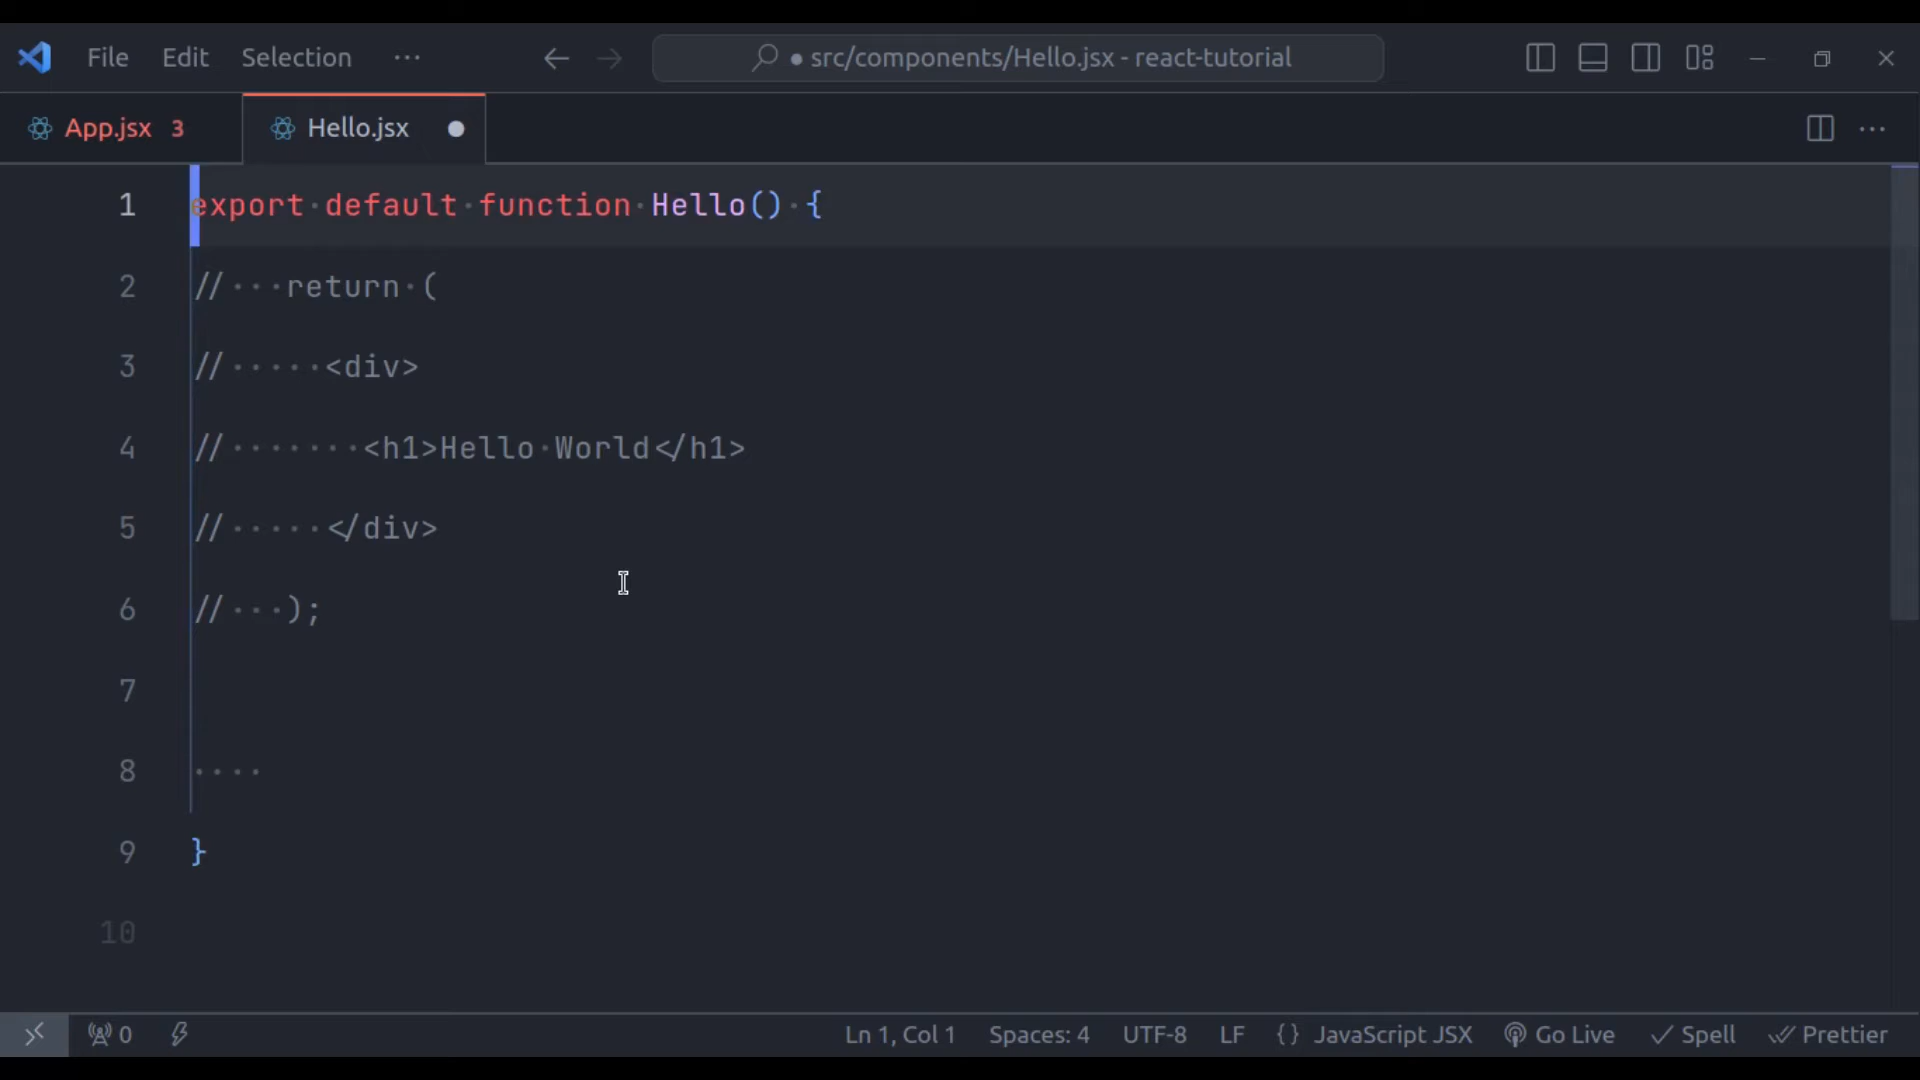 File Edit Selection ··· src/components/Hello.jsx - react-tutorial
App.jsx 3 Hello.jsx
1 export default function Hello() {
2 // return (
3 // <div>
4 // <h1>Hello World</h1>
5 // </div>
6 // );
7
8
9 }
10
0 Ln 1, Col 1 Spaces: 4 UTF-8 LF {} JavaScript JSX Go Live Spell Prettier